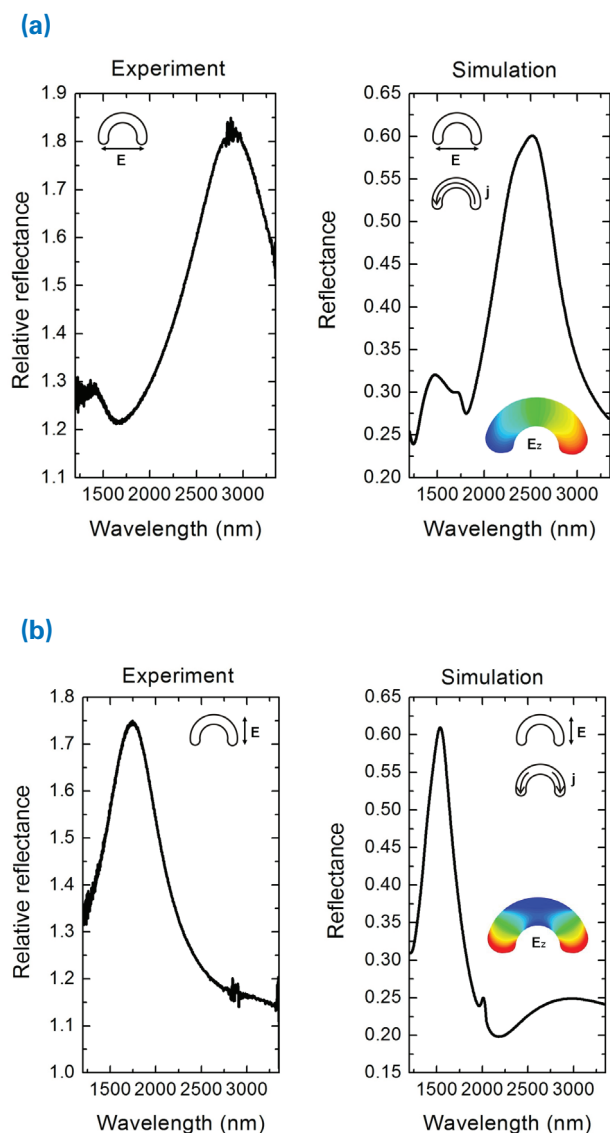 (a)
Experiment
1.9
1.8
1.7
1.6
1.5
1.4
1.3
1.2
1.1
Relative reflectance
E
1500 2000 2500 3000
Wavelength (nm)
Simulation
0.65
0.60
0.55
0.50
0.45
0.40
0.35
0.30
0.25
0.20
Reflectance
E
j
Ez
1500 2000 2500 3000
Wavelength (nm)
(b)
Experiment
1.8
1.7
1.6
1.5
1.4
1.3
1.2
1.1
1.0
Relative reflectance
E
1500 2000 2500 3000
Wavelength (nm)
Simulation
0.65
0.60
0.55
0.50
0.45
0.40
0.35
0.30
0.25
0.20
0.15
Reflectance
E
j
Ez
1500 2000 2500 3000
Wavelength (nm)